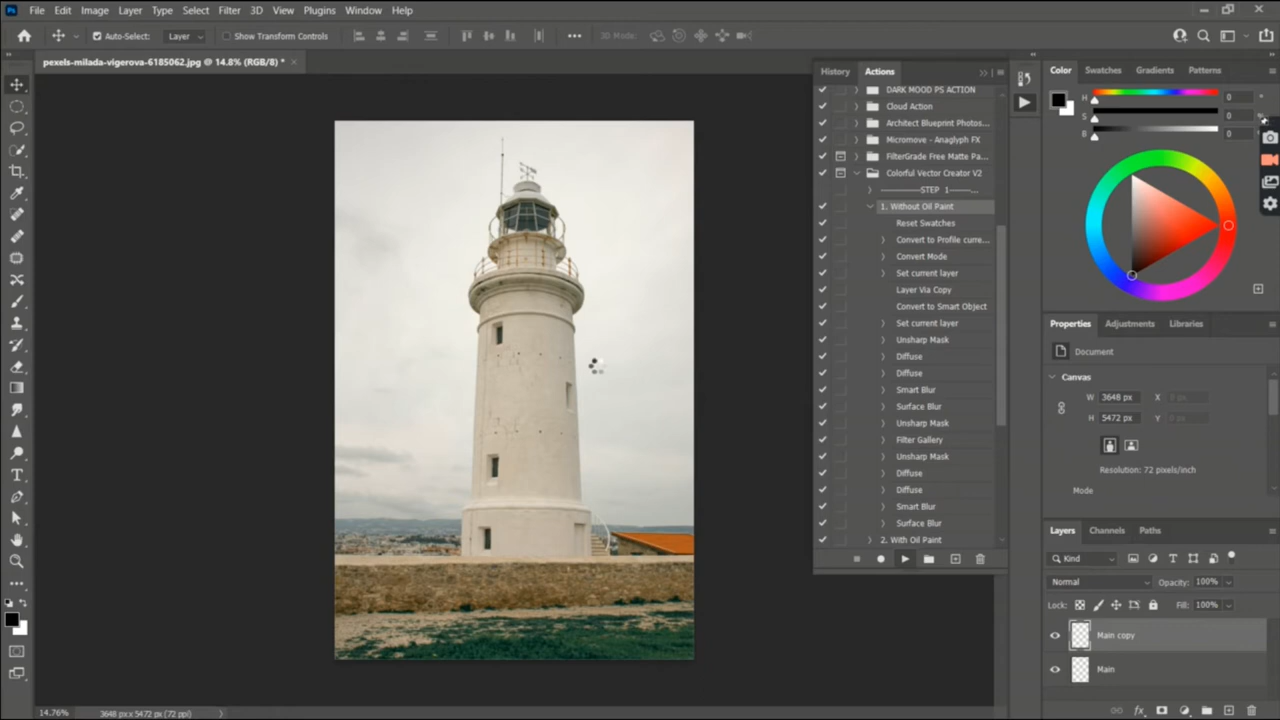 Ps File Edit Image Layer Type Select Filter 3D View Plugins Window Help
Auto-Select: Layer Show Transform Controls 3D Mode:
pexels-milada-vigerova-6185062.jpg @ 14.8% (RGB/8) *
History Actions
DARK MOOD PS ACTION
Cloud Action
Architect Blueprint Photos...
Micromove - Anaglyph FX
FilterGrade Free Matte Pa...
Colorful Vector Creator V2
-----------STEP 1-------...
1. Without Oil Paint
Reset Swatches
Convert to Profile curre...
Convert Mode
Set current layer
Layer Via Copy
Convert to Smart Object
Set current layer
Unsharp Mask
Diffuse
Diffuse
Smart Blur
Surface Blur
Unsharp Mask
Filter Gallery
Unsharp Mask
Diffuse
Diffuse
Smart Blur
Surface Blur
2. With Oil Paint
Color Swatches Gradients Patterns
H 0 °
S 0 %
B 0
Properties Adjustments Libraries
Document
Canvas
W 3648 px X 0 px
H 5472 px Y 0 px
Resolution: 72 pixels/inch
Mode
Layers Channels Paths
Kind
Normal Opacity: 100%
Lock: Fill: 100%
Main copy
Main
14.76% 3648 px x 5472 px (72 ppi)